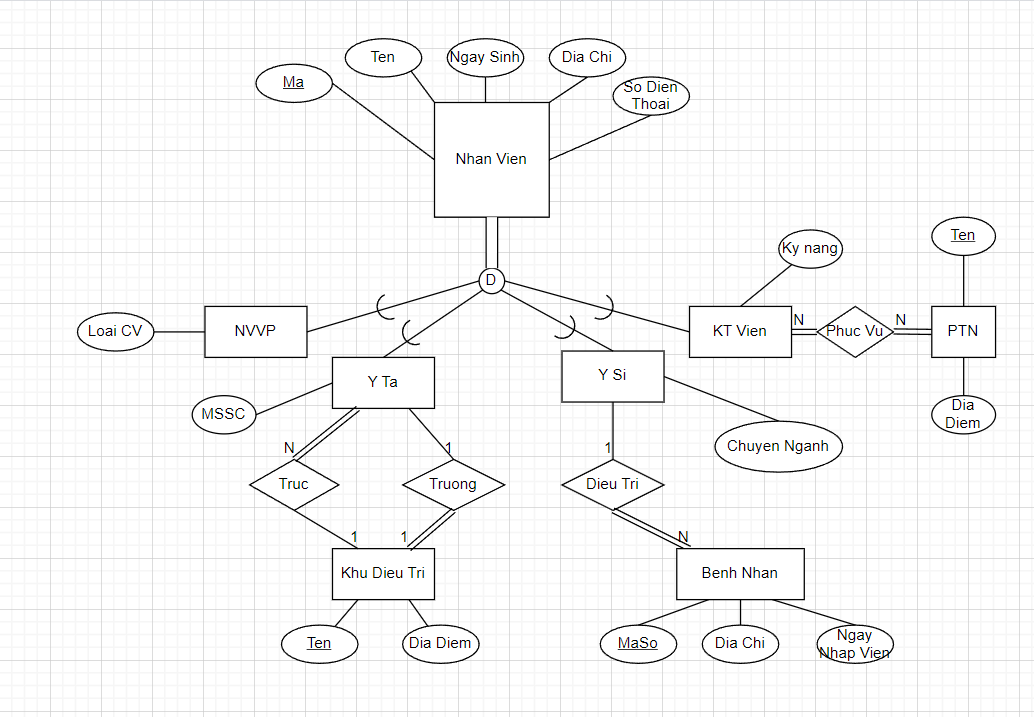 Ten
Ngay Sinh
Dia Chi
Ma
So Dien
Thoai
Nhan Vien
Ten
Ky nang
D
Loai CV
NVVP
KT Vien
N
Phuc Vu
N
PTN
Y Ta
Y Si
MSSC
Dia
Diem
Chuyen Nganh
N
1
1
Truc
Truong
Dieu Tri
1
1
N
Khu Dieu Tri
Benh Nhan
Ten
Dia Diem
MaSo
Dia Chi
Ngay
Nhap Vien